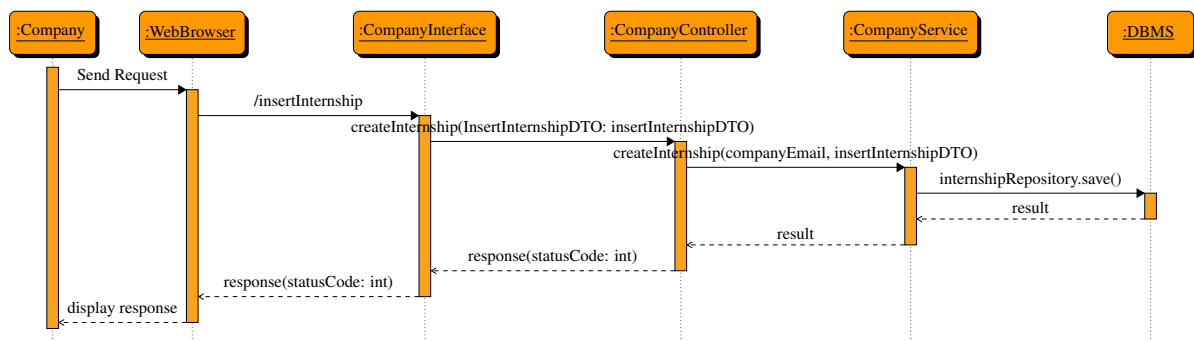 :Company
:WebBrowser
:CompanyInterface
:CompanyController
:CompanyService
:DBMS
Send Request
/insertInternship
createInternship(InsertInternshipDTO: insertInternshipDTO)
createInternship(companyEmail, insertInternshipDTO)
internshipRepository.save()
result
result
response(statusCode: int)
response(statusCode: int)
display response